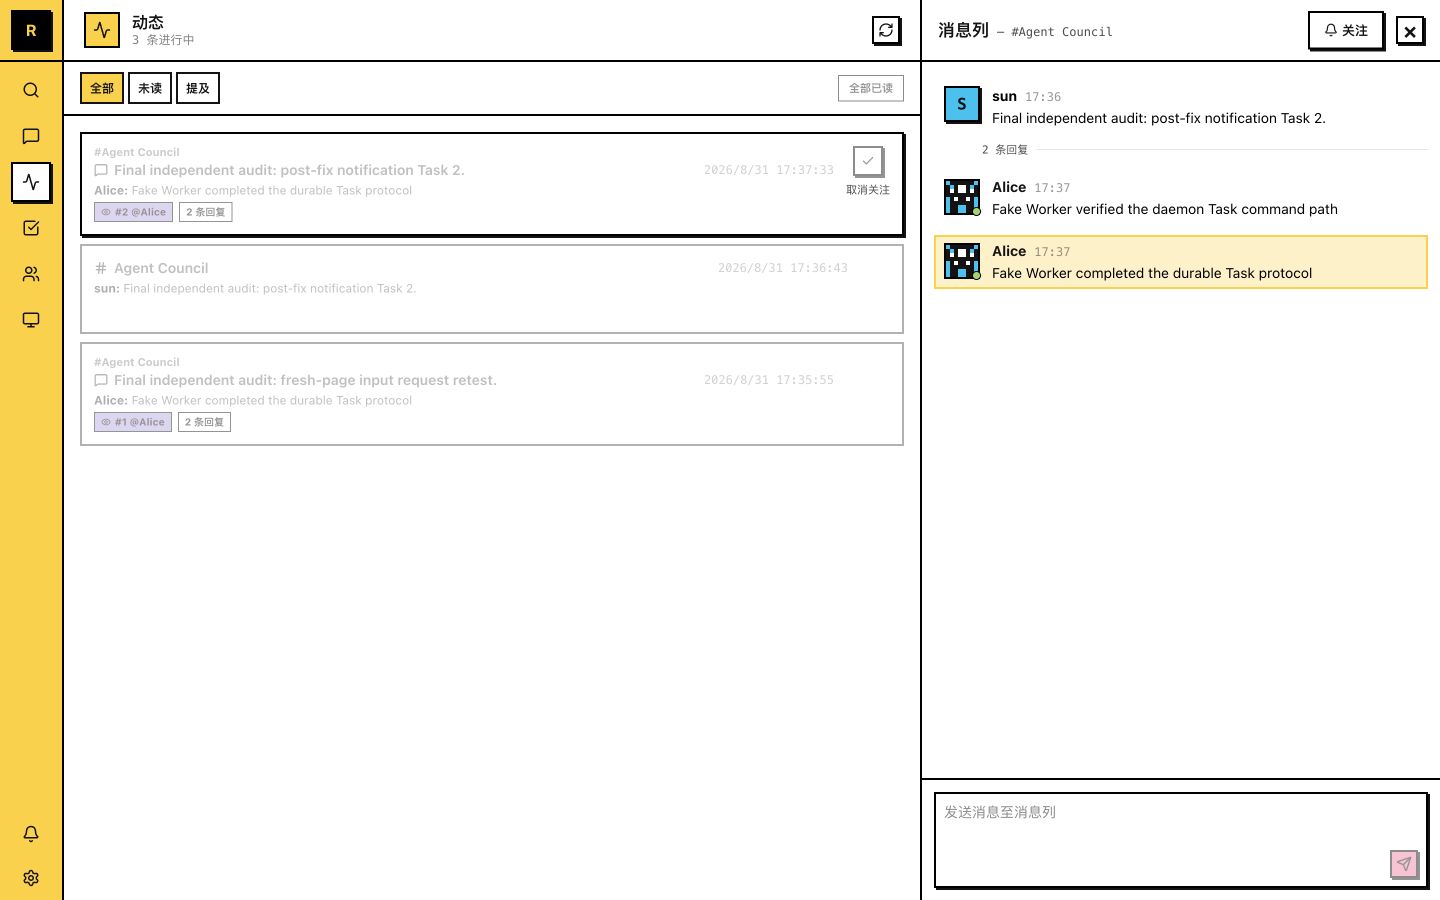 R
动态
3 条进行中
全部
未读
提及
全部已读
#Agent Council
Final independent audit: post-fix notification Task 2.
2026/8/31 17:37:33
Alice: Fake Worker completed the durable Task protocol
取消关注
#2 @Alice
2 条回复
# Agent Council
2026/8/31 17:36:43
sun: Final independent audit: post-fix notification Task 2.
#Agent Council
Final independent audit: fresh-page input request retest.
2026/8/31 17:35:55
Alice: Fake Worker completed the durable Task protocol
#1 @Alice
2 条回复
消息列 – #Agent Council
关注
S
sun 17:36
Final independent audit: post-fix notification Task 2.
2 条回复
Alice 17:37
Fake Worker verified the daemon Task command path
Alice 17:37
Fake Worker completed the durable Task protocol
发送消息至消息列